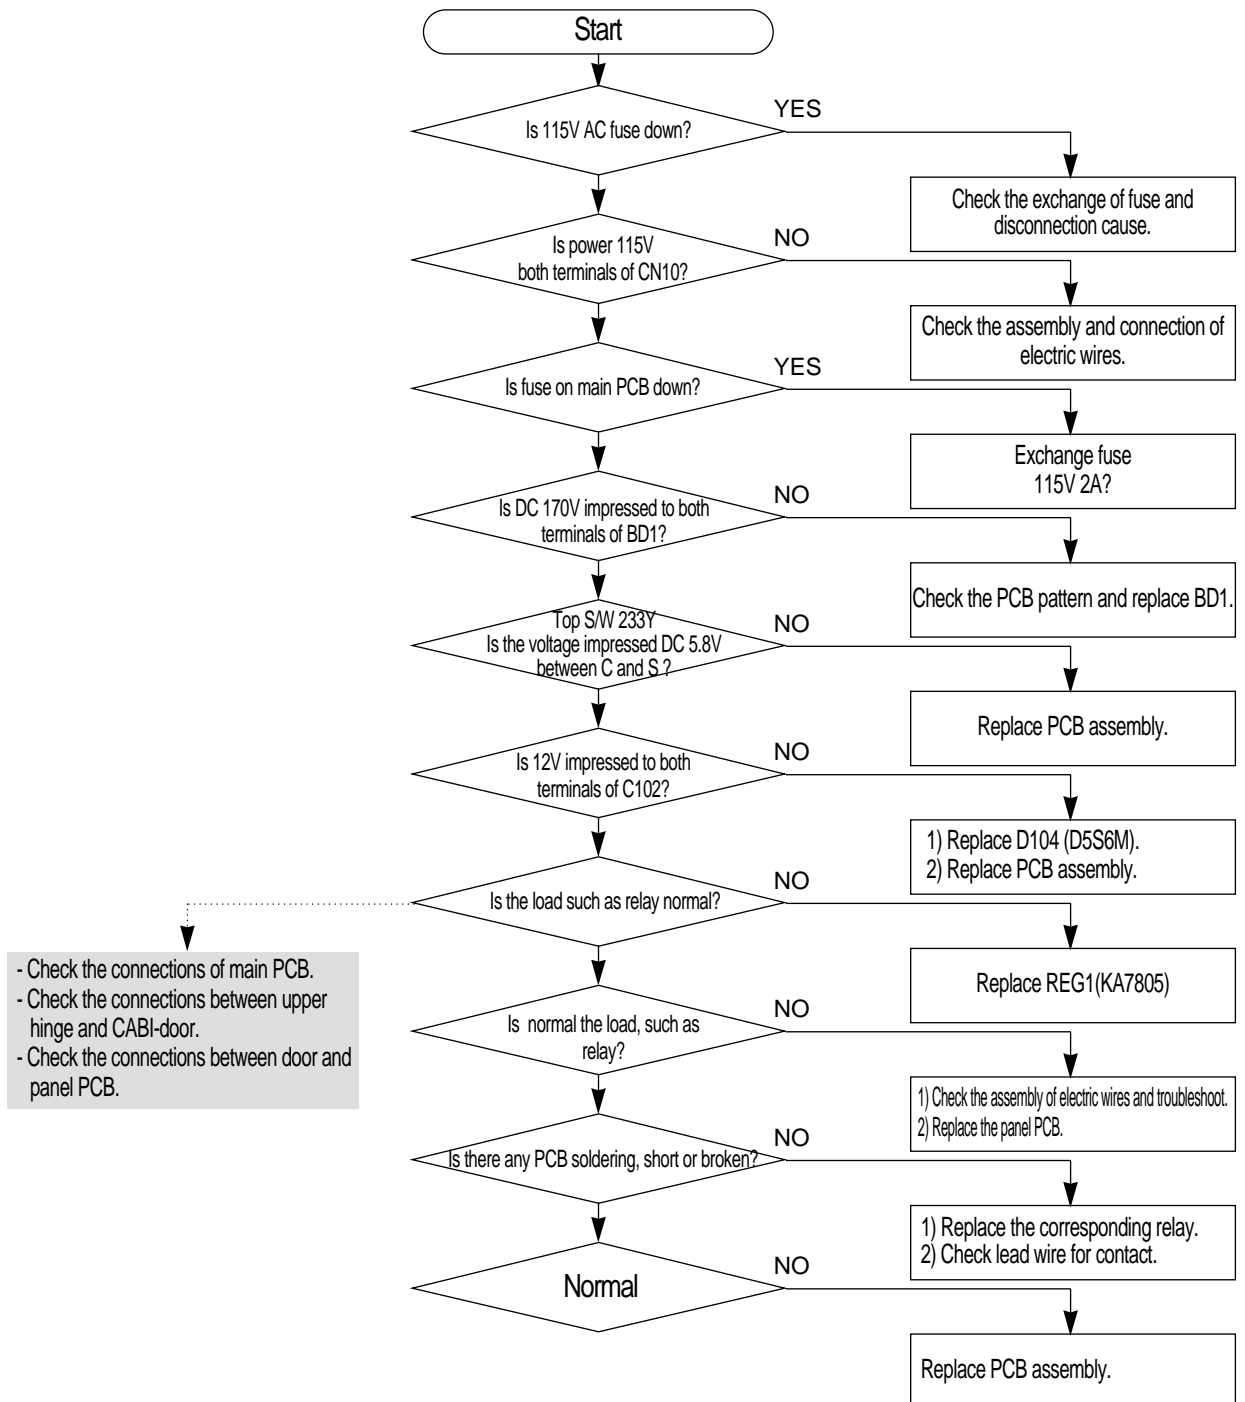 Start
Is 115V AC fuse down?
YES
Check the exchange of fuse and
disconnection cause.
Is power 115V
both terminals of CN10?
NO
Check the assembly and connection of
electric wires.
Is fuse on main PCB down?
YES
Exchange fuse
115V 2A?
Is DC 170V impressed to both
terminals of BD1?
NO
Check the PCB pattern and replace BD1.
Top S/W 233Y
Is the voltage impressed DC 5.8V
between C and S ?
NO
Replace PCB assembly.
Is 12V impressed to both
terminals of C102?
NO
1) Replace D104 (D5S6M).
2) Replace PCB assembly.
Is the load such as relay normal?
NO
Replace REG1(KA7805)
- Check the connections of main PCB.
- Check the connections between upper
hinge and CABI-door.
- Check the connections between door and
panel PCB.
Is normal the load, such as
relay?
NO
1) Check the assembly of electric wires and troubleshoot.
2) Replace the panel PCB.
Is there any PCB soldering, short or broken?
NO
1) Replace the corresponding relay.
2) Check lead wire for contact.
Normal
NO
Replace PCB assembly.